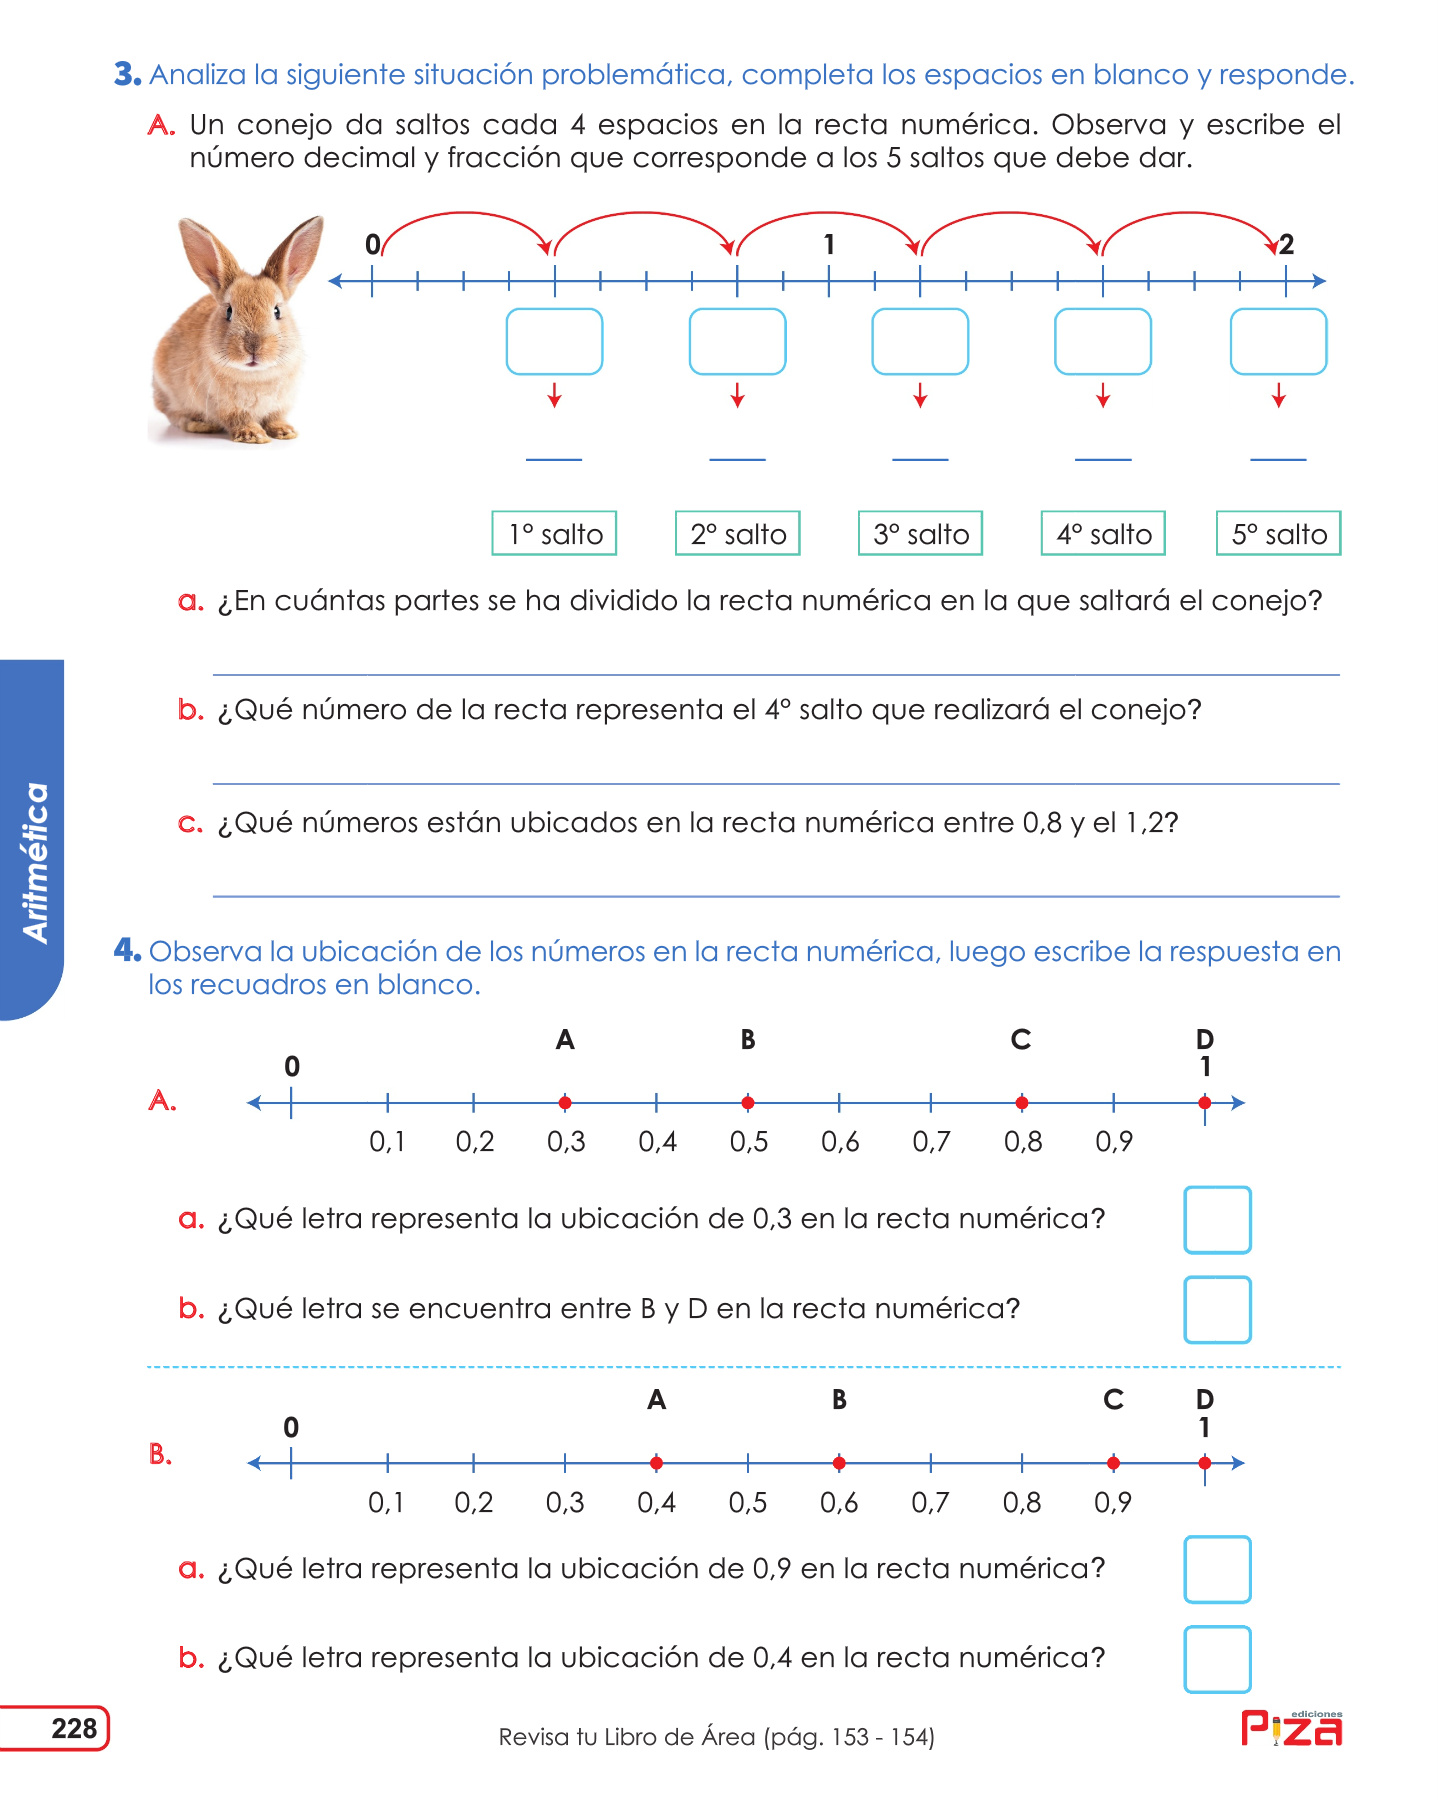 3. Analiza la siguiente situación problemática, completa los espacios en blanco y responde.
A. Un conejo da saltos cada 4 espacios en la recta numérica. Observa y escribe el
número decimal y fracción que corresponde a los 5 saltos que debe dar.
0 1 2
1° salto 2° salto 3° salto 4° salto 5° salto
a. ¿En cuántas partes se ha dividido la recta numérica en la que saltará el conejo?
b. ¿Qué número de la recta representa el 4° salto que realizará el conejo?
c. ¿Qué números están ubicados en la recta numérica entre 0,8 y el 1,2?
Aritmética
4. Observa la ubicación de los números en la recta numérica, luego escribe la respuesta en
los recuadros en blanco.
A B C D
0 1
A.
0,1 0,2 0,3 0,4 0,5 0,6 0,7 0,8 0,9
a. ¿Qué letra representa la ubicación de 0,3 en la recta numérica?
b. ¿Qué letra se encuentra entre B y D en la recta numérica?
A B C D
0 1
B.
0,1 0,2 0,3 0,4 0,5 0,6 0,7 0,8 0,9
a. ¿Qué letra representa la ubicación de 0,9 en la recta numérica?
b. ¿Qué letra representa la ubicación de 0,4 en la recta numérica?
228
Revisa tu Libro de Área (pág. 153 - 154)
ediciones
Piza